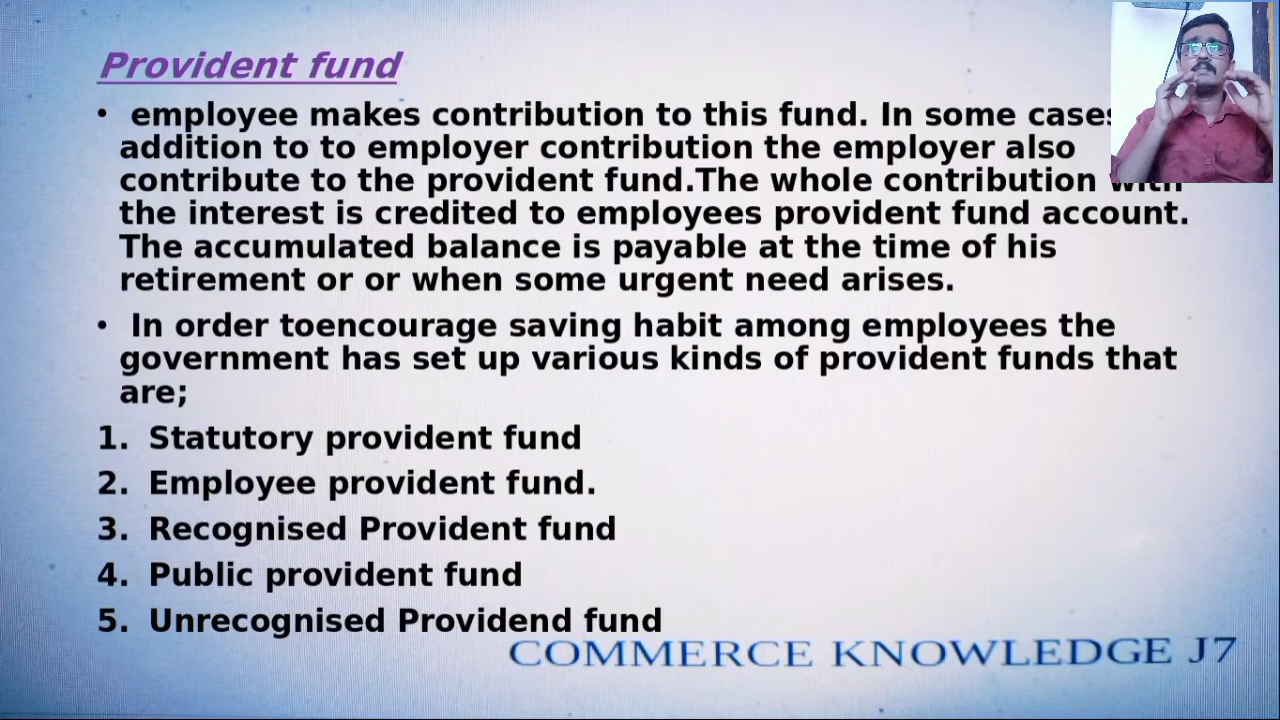 Provident fund
• employee makes contribution to this fund. In some cases
addition to to employer contribution the employer also
contribute to the provident fund.The whole contribution with
the interest is credited to employees provident fund account.
The accumulated balance is payable at the time of his
retirement or or when some urgent need arises.
• In order toencourage saving habit among employees the
government has set up various kinds of provident funds that
are;
1. Statutory provident fund
2. Employee provident fund.
3. Recognised Provident fund
4. Public provident fund
5. Unrecognised Providend fund
COMMERCE KNOWLEDGE J7